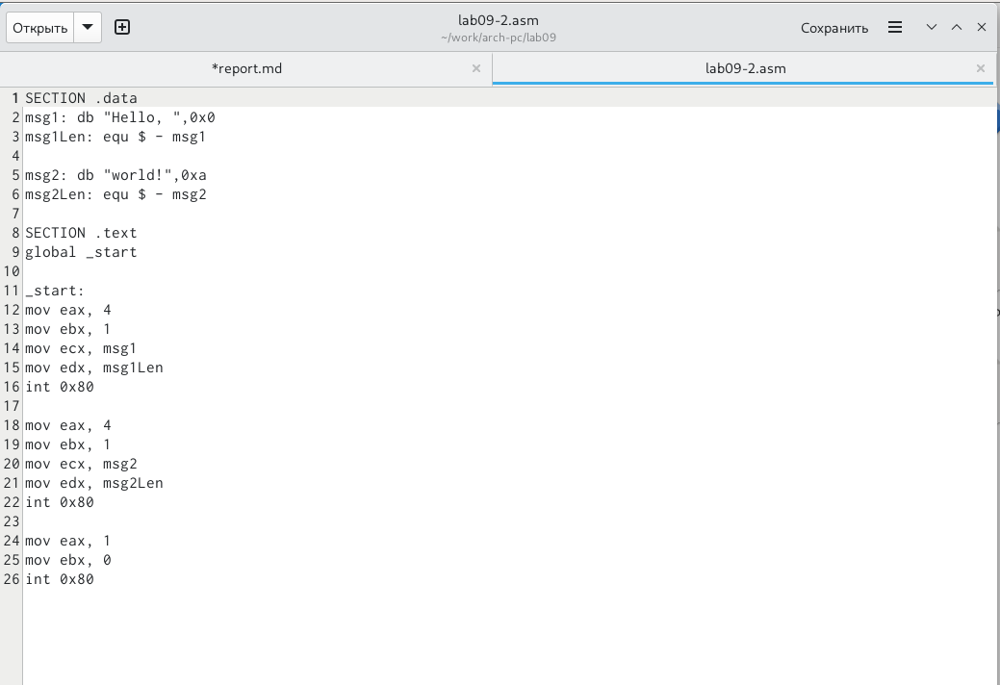 lab09-2.asm
Открыть
~/work/arch-pc/lab09
Сохранить
*report.md
lab09-2.asm
1 SECTION .data
2 msg1: db "Hello, ",0x0
3 msg1Len: equ $ - msg1
4
5 msg2: db "world!",0xa
6 msg2Len: equ $ - msg2
7
8 SECTION .text
9 global _start
10
11 _start:
12 mov eax, 4
13 mov ebx, 1
14 mov ecx, msg1
15 mov edx, msg1Len
16 int 0x80
17
18 mov eax, 4
19 mov ebx, 1
20 mov ecx, msg2
21 mov edx, msg2Len
22 int 0x80
23
24 mov eax, 1
25 mov ebx, 0
26 int 0x80